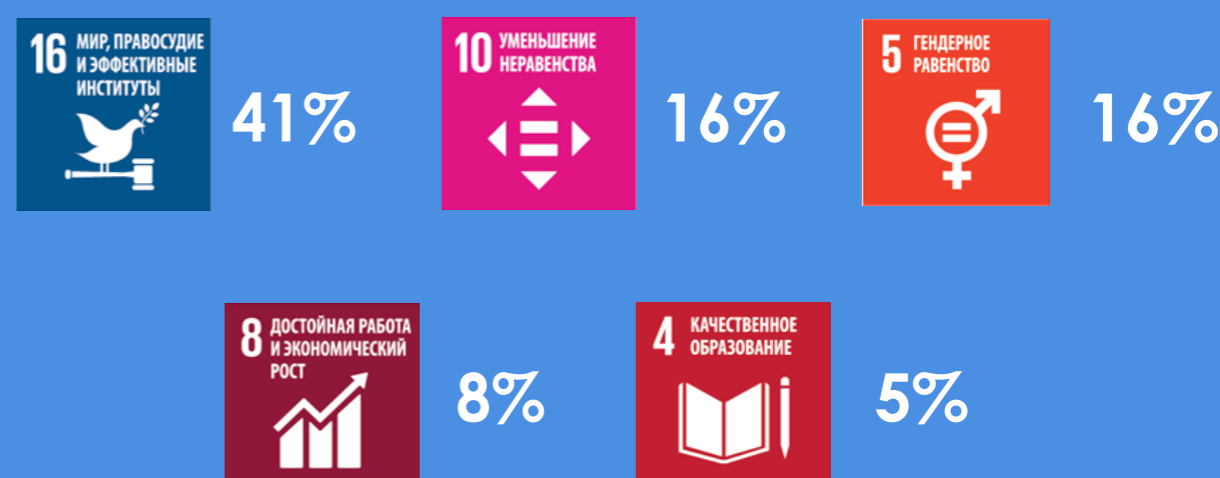 16 МИР, ПРАВОСУДИЕ
И ЭФФЕКТИВНЫЕ
ИНСТИТУТЫ
41%
10 УМЕНЬШЕНИЕ
НЕРАВЕНСТВА
16%
5 ГЕНДЕРНОЕ
РАВЕНСТВО
16%
8 ДОСТОЙНАЯ РАБОТА
И ЭКОНОМИЧЕСКИЙ
РОСТ
8%
4 КАЧЕСТВЕННОЕ
ОБРАЗОВАНИЕ
5%